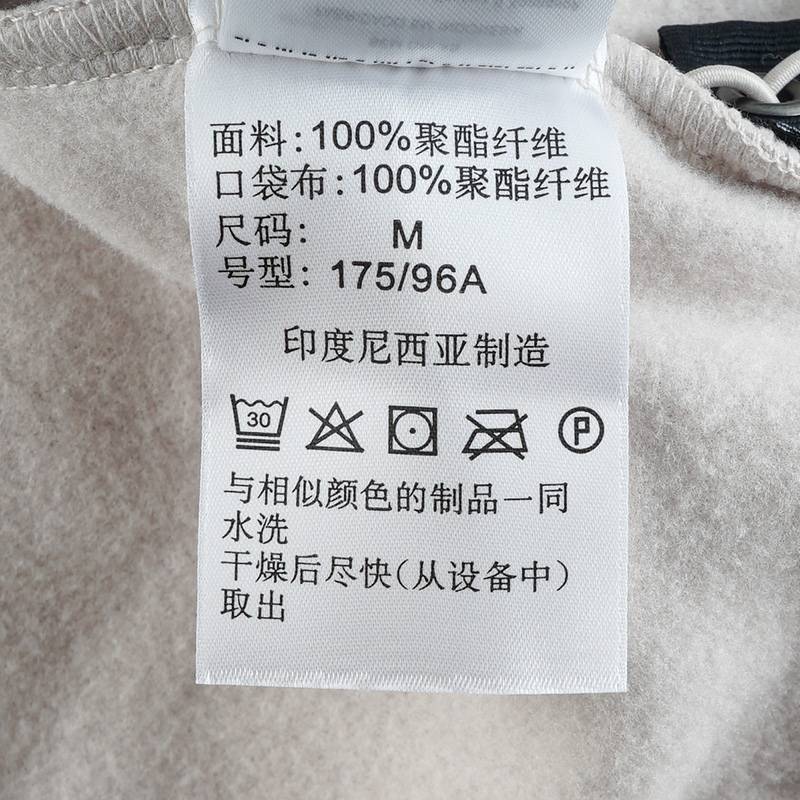 面料:100%聚酯纤维
口袋布:100%聚酯纤维
尺码: M
号型: 175/96A
印度尼西亚制造
30 P
与相似颜色的制品一同
水洗
干燥后尽快(从设备中)
取出